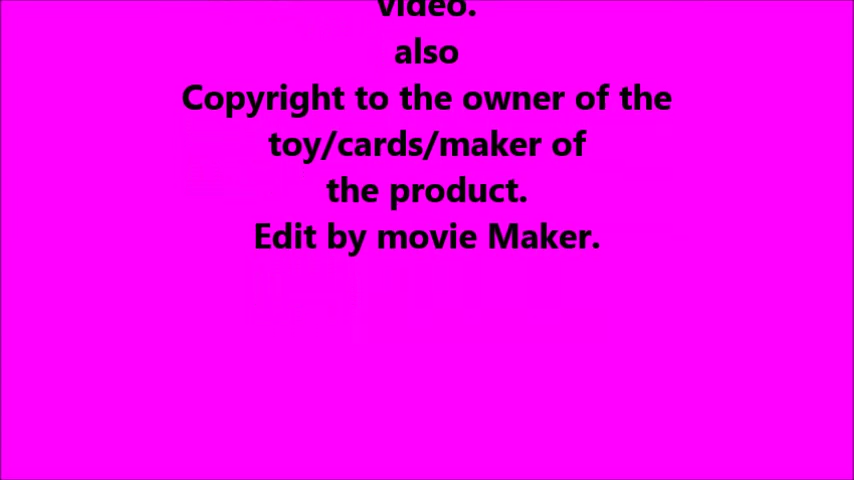 video.
also
Copyright to the owner of the
toy/cards/maker of
the product.
Edit by movie Maker.